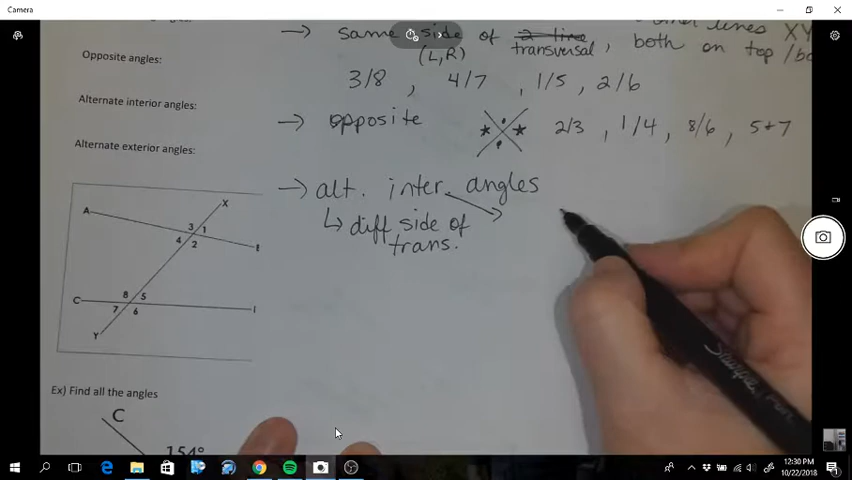 Camera
same side of 2 line lines XY
(L,R) transversal, both on top /bo
Opposite angles:
3/8 , 4/7 , 1/5 , 2/6
Alternate interior angles:
→ opposite 2/3 , 1/4 , 8/6 , 5+7
Alternate exterior angles:
→ alt. inter. angles
↳ diff side of
trans.
X
A
3 1
4 2
8 5
C
7 6
Y
Ex) Find all the angles
C
154°
Sharpie
12:30 PM
10/22/2018